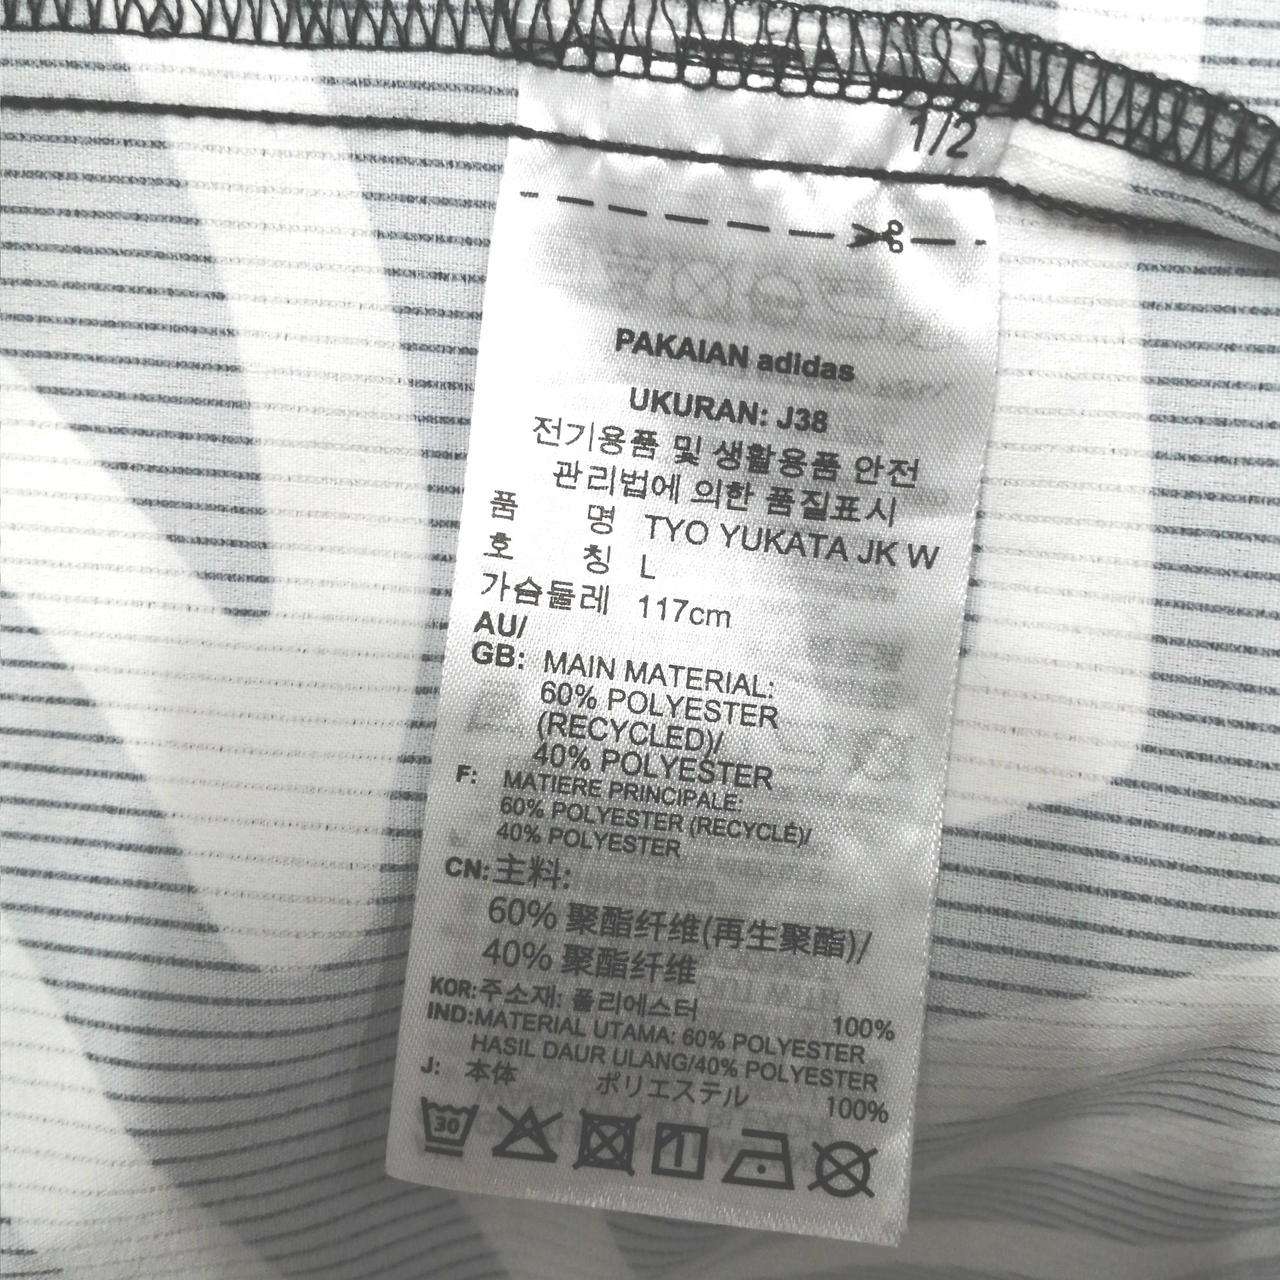 1/2
PAKAIAN adidas
UKURAN: J38
전기용품 및 생활용품 안전
관리법에 의한 품질표시
품 명 TYO YUKATA JK W
호 칭 L
가슴둘레 117cm
AU/
GB: MAIN MATERIAL:
60% POLYESTER
(RECYCLED)/
40% POLYESTER
F: MATIERE PRINCIPALE:
60% POLYESTER (RECYCLÉ)/
40% POLYESTER
CN:主料:
60% 聚酯纤维(再生聚酯)/
40% 聚酯纤维
KOR:주소재: 폴리에스터 100%
IND:MATERIAL UTAMA: 60% POLYESTER
HASIL DAUR ULANG/40% POLYESTER
J: 本体 ポリエステル 100%
30